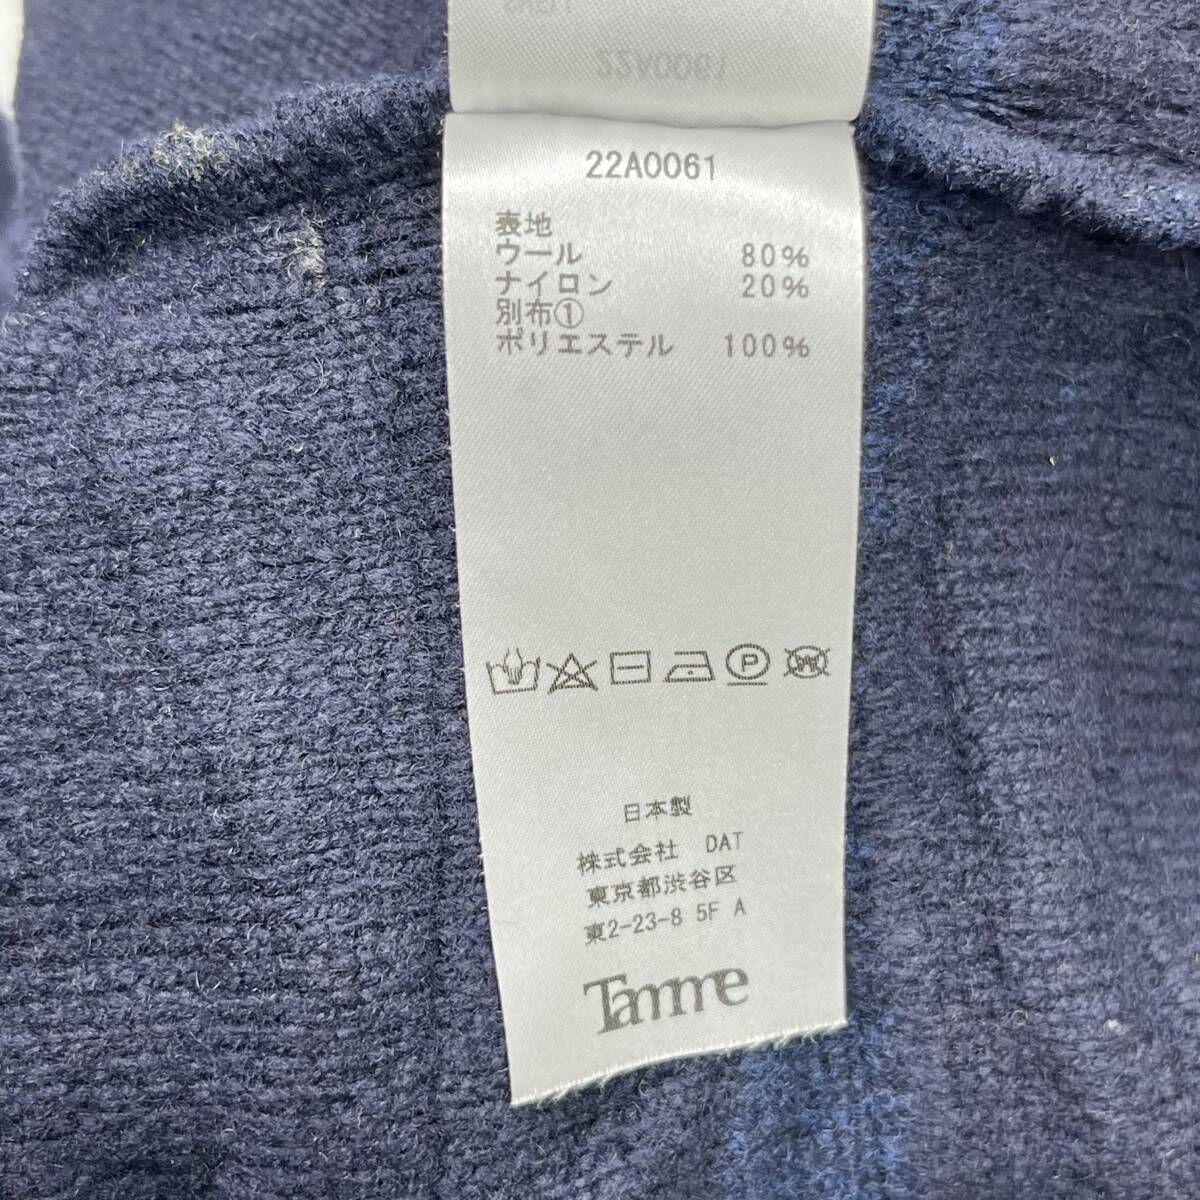 22A0061
22A0061
表地
ウール 80%
ナイロン 20%
別布①
ポリエステル 100%
P
日本製
株式会社 DAT
東京都渋谷区
東2-23-8 5F A
Tamme